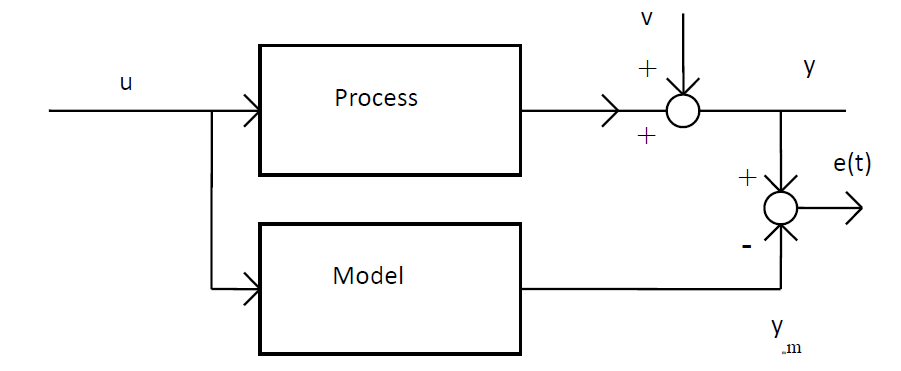 v
+
y
u
Process
+
e(t)
+
-
Model
y
m